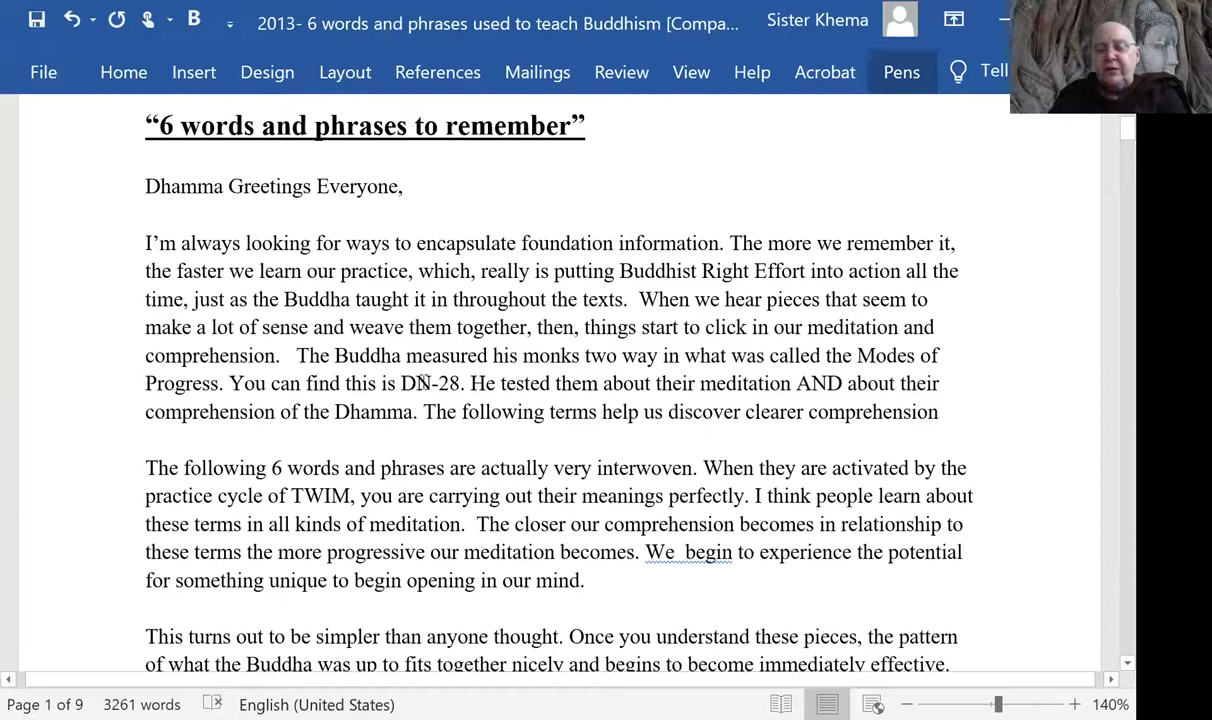 2013- 6 words and phrases used to teach Buddhism [Compa...
Sister Khema
File Home Insert Design Layout References Mailings Review View Help Acrobat Pens Tell
“6 words and phrases to remember”
Dhamma Greetings Everyone,
I’m always looking for ways to encapsulate foundation information. The more we remember it,
the faster we learn our practice, which, really is putting Buddhist Right Effort into action all the
time, just as the Buddha taught it in throughout the texts. When we hear pieces that seem to
make a lot of sense and weave them together, then, things start to click in our meditation and
comprehension. The Buddha measured his monks two way in what was called the Modes of
Progress. You can find this is DN-28. He tested them about their meditation AND about their
comprehension of the Dhamma. The following terms help us discover clearer comprehension
The following 6 words and phrases are actually very interwoven. When they are activated by the
practice cycle of TWIM, you are carrying out their meanings perfectly. I think people learn about
these terms in all kinds of meditation. The closer our comprehension becomes in relationship to
these terms the more progressive our meditation becomes. We begin to experience the potential
for something unique to begin opening in our mind.
This turns out to be simpler than anyone thought. Once you understand these pieces, the pattern
of what the Buddha was up to fits together nicely and begins to become immediately effective.
Page 1 of 9 3261 words English (United States) 140%